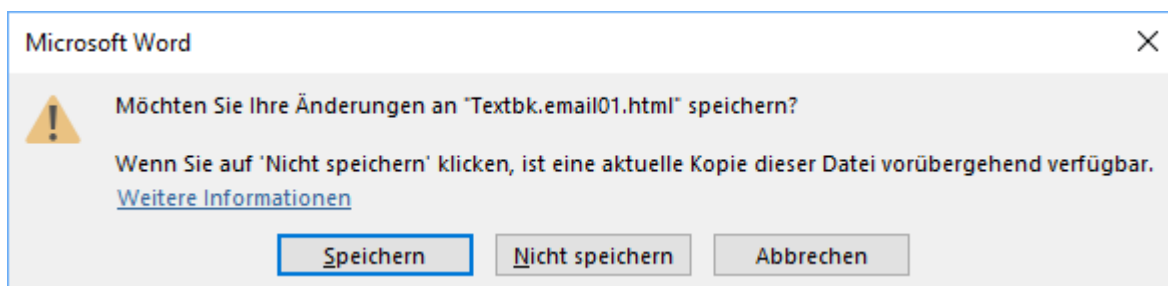 Microsoft Word
Möchten Sie Ihre Änderungen an "Textbk.email01.html" speichern?
Wenn Sie auf 'Nicht speichern' klicken, ist eine aktuelle Kopie dieser Datei vorübergehend verfügbar.
Weitere Informationen
Speichern Nicht speichern Abbrechen